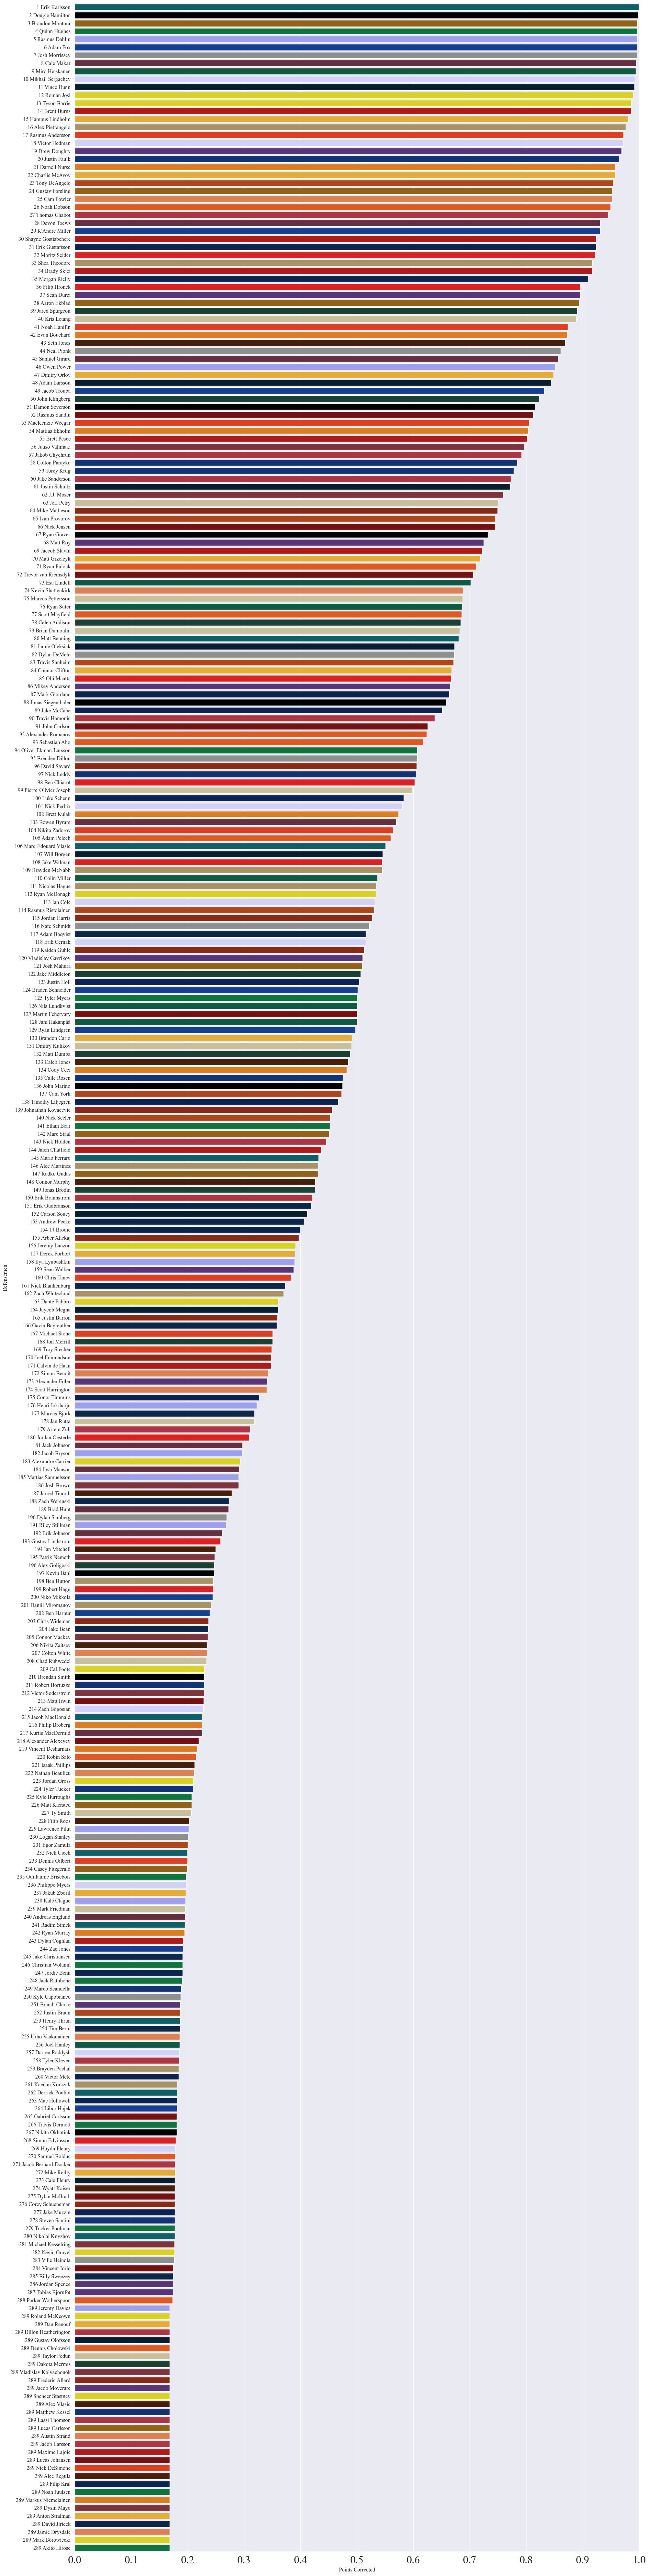 1 Erik Karlsson
2 Dougie Hamilton
3 Brandon Montour
4 Quinn Hughes
5 Rasmus Dahlin
6 Adam Fox
7 Josh Morrissey
8 Cale Makar
9 Miro Heiskanen
10 Mikhail Sergachev
11 Vince Dunn
12 Roman Josi
13 Tyson Barrie
14 Brent Burns
15 Hampus Lindholm
16 Alex Pietrangelo
17 Rasmus Andersson
18 Victor Hedman
19 Drew Doughty
20 Justin Faulk
21 Darnell Nurse
22 Charlie McAvoy
23 Tony DeAngelo
24 Gustav Forsling
25 Cam Fowler
26 Noah Dobson
27 Thomas Chabot
28 Devon Toews
29 K'Andre Miller
30 Shayne Gostisbehere
31 Erik Gustafsson
32 Moritz Seider
33 Shea Theodore
34 Brady Skjei
35 Morgan Rielly
36 Filip Hronek
37 Sean Durzi
38 Aaron Ekblad
39 Jared Spurgeon
40 Kris Letang
41 Noah Hanifin
42 Evan Bouchard
43 Seth Jones
44 Neal Pionk
45 Samuel Girard
46 Owen Power
47 Dmitry Orlov
48 Adam Larsson
49 Jacob Trouba
50 John Klingberg
51 Damon Severson
52 Rasmus Sandin
53 MacKenzie Weegar
54 Mattias Ekholm
55 Brett Pesce
56 Juuso Valimaki
57 Jakob Chychrun
58 Colton Parayko
59 Torey Krug
60 Jake Sanderson
61 Justin Schultz
62 J.J. Moser
63 Jeff Petry
64 Mike Matheson
65 Ivan Provorov
66 Nick Jensen
67 Ryan Graves
68 Matt Roy
69 Jaccob Slavin
70 Matt Grzelcyk
71 Ryan Pulock
72 Trevor van Riemsdyk
73 Esa Lindell
74 Kevin Shattenkirk
75 Marcus Pettersson
76 Ryan Suter
77 Scott Mayfield
78 Calen Addison
79 Brian Dumoulin
80 Matt Benning
81 Jamie Oleksiak
82 Dylan DeMelo
83 Travis Sanheim
84 Connor Clifton
85 Olli Maatta
86 Mikey Anderson
87 Mark Giordano
88 Jonas Siegenthaler
89 Jake McCabe
90 Travis Hamonic
91 John Carlson
92 Alexander Romanov
93 Sebastian Aho
94 Oliver Ekman-Larsson
95 Brenden Dillon
96 David Savard
97 Nick Leddy
98 Ben Chiarot
99 Pierre-Olivier Joseph
100 Luke Schenn
101 Nick Perbix
102 Brett Kulak
103 Bowen Byram
104 Nikita Zadorov
105 Adam Pelech
106 Marc-Edouard Vlasic
107 Will Borgen
108 Jake Walman
109 Brayden McNabb
110 Colin Miller
111 Nicolas Hague
112 Ryan McDonagh
113 Ian Cole
114 Rasmus Ristolainen
115 Jordan Harris
116 Nate Schmidt
117 Adam Boqvist
118 Erik Cernak
119 Kaiden Guhle
120 Vladislav Gavrikov
121 Josh Mahura
122 Jake Middleton
123 Justin Holl
124 Braden Schneider
125 Tyler Myers
126 Nils Lundkvist
127 Martin Fehervary
128 Jani Hakanpää
129 Ryan Lindgren
130 Brandon Carlo
131 Dmitry Kulikov
132 Matt Dumba
133 Caleb Jones
134 Cody Ceci
135 Calle Rosen
136 John Marino
137 Cam York
138 Timothy Liljegren
139 Johnathan Kovacevic
140 Nick Seeler
141 Ethan Bear
142 Marc Staal
143 Nick Holden
144 Jalen Chatfield
145 Mario Ferraro
146 Alec Martinez
147 Radko Gudas
148 Connor Murphy
149 Jonas Brodin
150 Erik Brannstrom
151 Erik Gudbranson
152 Carson Soucy
153 Andrew Peeke
154 TJ Brodie
155 Arber Xhekaj
156 Jeremy Lauzon
157 Derek Forbort
158 Ilya Lyubushkin
159 Sean Walker
160 Chris Tanev
161 Nick Blankenburg
162 Zach Whitecloud
163 Dante Fabbro
164 Jaycob Megna
165 Justin Barron
166 Gavin Bayreuther
167 Michael Stone
168 Jon Merrill
169 Troy Stecher
170 Joel Edmundson
171 Calvin de Haan
172 Simon Benoit
173 Alexander Edler
174 Scott Harrington
175 Conor Timmins
176 Henri Jokiharju
177 Marcus Bjork
178 Jan Rutta
179 Artem Zub
180 Jordan Oesterle
181 Jack Johnson
182 Jacob Bryson
183 Alexandre Carrier
184 Josh Manson
185 Mattias Samuelsson
186 Josh Brown
187 Jarred Tinordi
188 Zach Werenski
189 Brad Hunt
190 Dylan Samberg
191 Riley Stillman
192 Erik Johnson
193 Gustav Lindstrom
194 Ian Mitchell
195 Patrik Nemeth
196 Alex Goligoski
197 Kevin Bahl
198 Ben Hutton
199 Robert Hagg
200 Niko Mikkola
201 Daniil Miromanov
202 Ben Harpur
203 Chris Wideman
204 Jake Bean
205 Connor Mackey
206 Nikita Zaitsev
207 Colton White
208 Chad Ruhwedel
209 Cal Foote
210 Brendan Smith
211 Robert Bortuzzo
212 Victor Soderstrom
213 Matt Irwin
214 Zach Bogosian
215 Jacob MacDonald
216 Philip Broberg
217 Kurtis MacDermid
218 Alexander Alexeyev
219 Vincent Desharnais
220 Robin Salo
221 Isaak Phillips
222 Nathan Beaulieu
223 Jordan Gross
224 Tyler Tucker
225 Kyle Burroughs
226 Matt Kiersted
227 Ty Smith
228 Filip Roos
229 Lawrence Pilut
230 Logan Stanley
231 Egor Zamula
232 Nick Cicek
233 Dennis Gilbert
234 Casey Fitzgerald
235 Guillaume Brisebois
236 Philippe Myers
237 Jakub Zboril
238 Kale Clague
239 Mark Friedman
240 Andreas Englund
241 Radim Simek
242 Ryan Murray
243 Dylan Coghlan
244 Zac Jones
245 Jake Christiansen
246 Christian Wolanin
247 Jordie Benn
248 Jack Rathbone
249 Marco Scandella
250 Kyle Capobianco
251 Brandt Clarke
252 Justin Braun
253 Henry Thrun
254 Tim Berni
255 Urho Vaakanainen
256 Joel Hanley
257 Darren Raddysh
258 Tyler Kleven
259 Brayden Pachal
260 Victor Mete
261 Kaedan Korczak
262 Derrick Pouliot
263 Mac Hollowell
264 Libor Hajek
265 Gabriel Carlsson
266 Travis Dermott
267 Nikita Okhotiuk
268 Simon Edvinsson
269 Haydn Fleury
270 Samuel Bolduc
271 Jacob Bernard-Docker
272 Mike Reilly
273 Cale Fleury
274 Wyatt Kaiser
275 Dylan McIlrath
276 Corey Schueneman
277 Jake Muzzin
278 Steven Santini
279 Tucker Poolman
280 Nikolai Knyzhov
281 Michael Kesselring
282 Kevin Gravel
283 Ville Heinola
284 Vincent Iorio
285 Billy Sweezey
286 Jordan Spence
287 Tobias Bjornfot
288 Parker Wotherspoon
289 Jeremy Davies
289 Roland McKeown
289 Dan Renouf
289 Dillon Heatherington
289 Gustav Olofsson
289 Dennis Cholowski
289 Taylor Fedun
289 Dakota Mermis
289 Vladislav Kolyachonok
289 Frederic Allard
289 Jacob Moverare
289 Spencer Stastney
289 Alex Vlasic
289 Matthew Kessel
289 Lassi Thomson
289 Lucas Carlsson
289 Austin Strand
289 Jacob Larsson
289 Maxime Lajoie
289 Lucas Johansen
289 Nick DeSimone
289 Alec Regula
289 Filip Kral
289 Noah Juulsen
289 Markus Niemelainen
289 Dysin Mayo
289 Anton Stralman
289 David Jiricek
289 Jamie Drysdale
289 Mark Borowiecki
289 Akito Hirose
Defensemen
0.0 0.1 0.2 0.3 0.4 0.5 0.6 0.7 0.8 0.9 1.0
Points Corrected